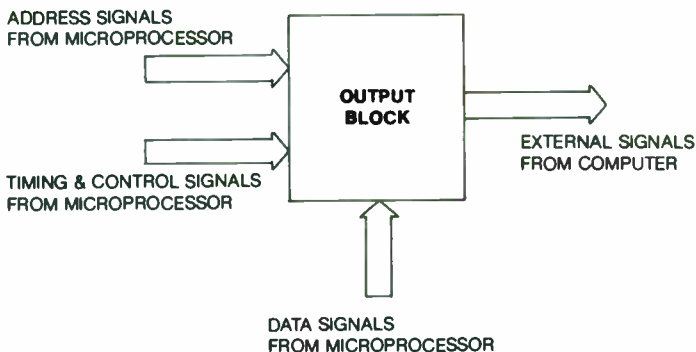 ADDRESS SIGNALS
FROM MICROPROCESSOR
OUTPUT
BLOCK
EXTERNAL SIGNALS
FROM COMPUTER
TIMING & CONTROL SIGNALS
FROM MICROPROCESSOR
DATA SIGNALS
FROM MICROPROCESSOR